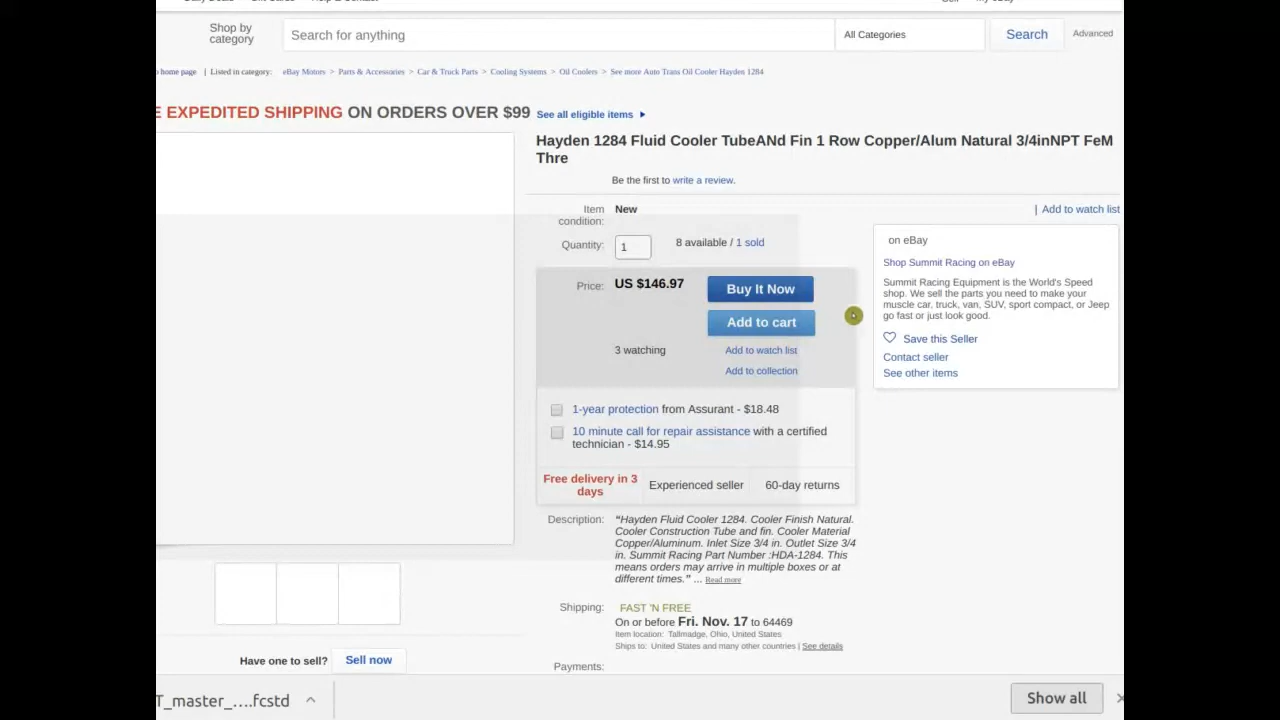 Daily Deals Gift Cards Help & Contact Sell My eBay
Shop by
category
Search for anything
All Categories
Search
Advanced
home page | Listed in category: eBay Motors > Parts & Accessories > Car & Truck Parts > Cooling Systems > Oil Coolers > See more Auto Trans Oil Cooler Hayden 1284
E EXPEDITED SHIPPING ON ORDERS OVER $99 See all eligible items
Hayden 1284 Fluid Cooler TubeANd Fin 1 Row Copper/Alum Natural 3/4inNPT FeM
Thre
Be the first to write a review.
Item
condition:
New
| Add to watch list
Quantity:
1
8 available / 1 sold
on eBay
Shop Summit Racing on eBay
Summit Racing Equipment is the World's Speed
shop. We sell the parts you need to make your
muscle car, truck, van, SUV, sport compact, or Jeep
go fast or just look good.
Save this Seller
Contact seller
See other items
Price:
US $146.97
Buy It Now
Add to cart
3 watching
Add to watch list
Add to collection
1-year protection from Assurant - $18.48
10 minute call for repair assistance with a certified
technician - $14.95
Free delivery in 3
days
Experienced seller
60-day returns
Description:
"Hayden Fluid Cooler 1284. Cooler Finish Natural.
Cooler Construction Tube and fin. Cooler Material
Copper/Aluminum. Inlet Size 3/4 in. Outlet Size 3/4
in. Summit Racing Part Number :HDA-1284. This
means orders may arrive in multiple boxes or at
different times." ... Read more
Shipping:
FAST 'N FREE
On or before Fri. Nov. 17 to 64469
Item location: Tallmadge, Ohio, United States
Ships to: United States and many other countries | See details
Have one to sell? Sell now
Payments:
T_master_....fcstd
Show all